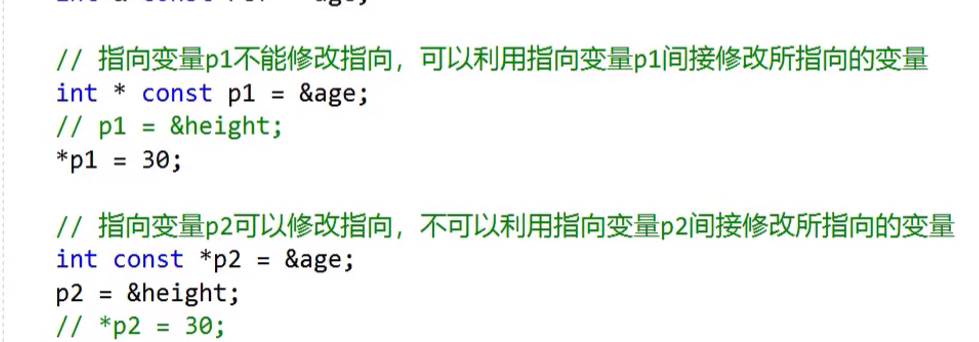 // 指向变量p1不能修改指向，可以利用指向变量p1间接修改所指向的变量
int * const p1 = &age;
// p1 = &height;
*p1 = 30;
// 指向变量p2可以修改指向，不可以利用指向变量p2间接修改所指向的变量
int const *p2 = &age;
p2 = &height;
// *p2 = 30;